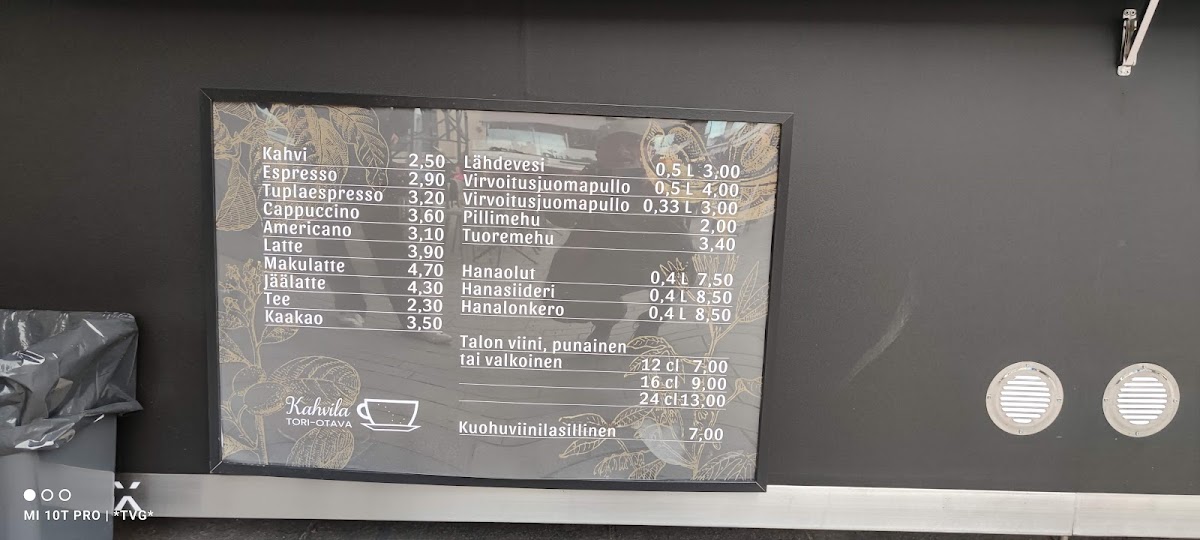 Kahvi 2,50
Espresso 2,90
Tuplaespresso 3,20
Cappuccino 3,60
Americano 3,10
Latte 3,90
Makulatte 4,70
Jäälatte 4,30
Tee 2,30
Kaakao 3,50
Kahvila
TORI-OTAVA
Lähdevesi 0,5 L 3,00
Virvoitusjuomapullo 0,5 L 4,00
Virvoitusjuomapullo 0,33 L 3,00
Pillimehu 2,00
Tuoremehu 3,40
Hanaolut 0,4 L 7,50
Hanasiideri 0,4 L 8,50
Hanalonkero 0,4 L 8,50
Talon viini, punainen
tai valkoinen 12 cl 7,00
16 cl 9,00
24 cl 13,00
Kuohuviinilasillinen 7,00
MI 10T PRO | *TVG*